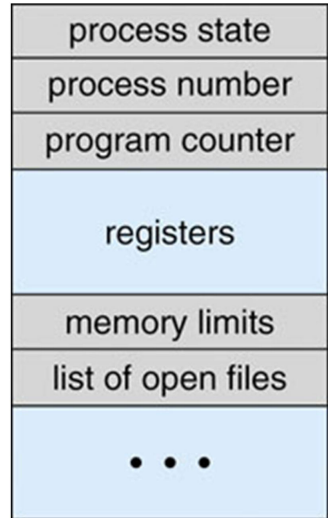 process state
process number
program counter
registers
memory limits
list of open files
• • •